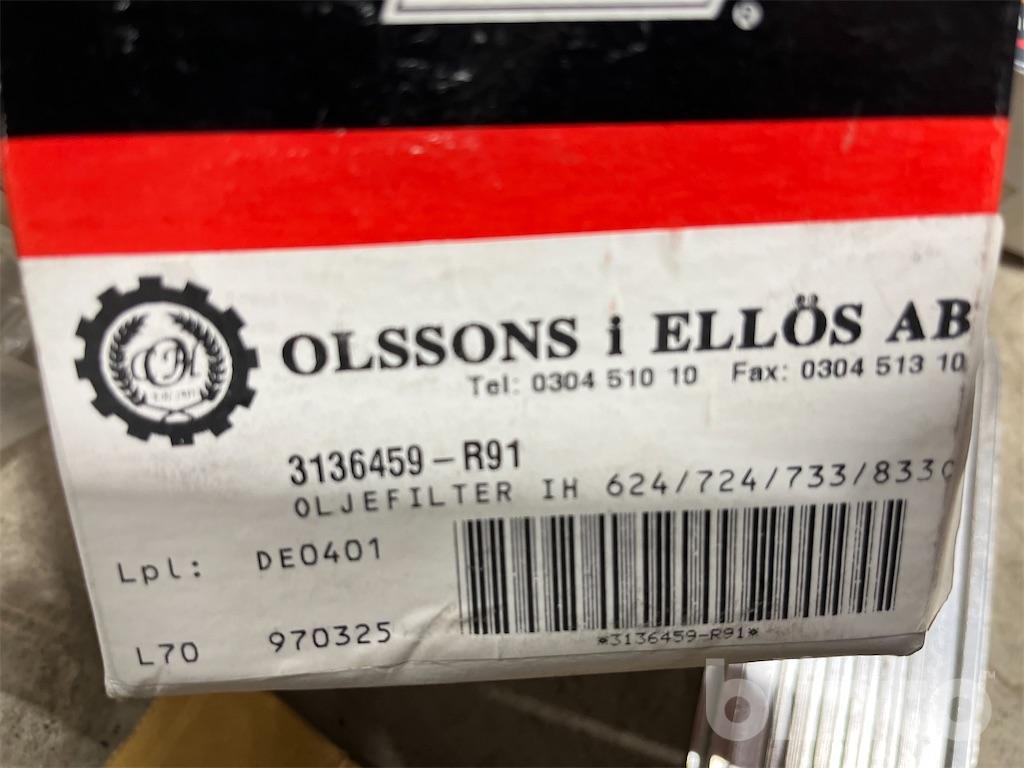 ®
OLSSONS i ELLÖS AB
Tel: 0304 510 10 Fax: 0304 513 10
3136459-R91
OLJEFILTER IH 624/724/733/833
Lpl: DE0401
L70 970325
*3136459-R91*